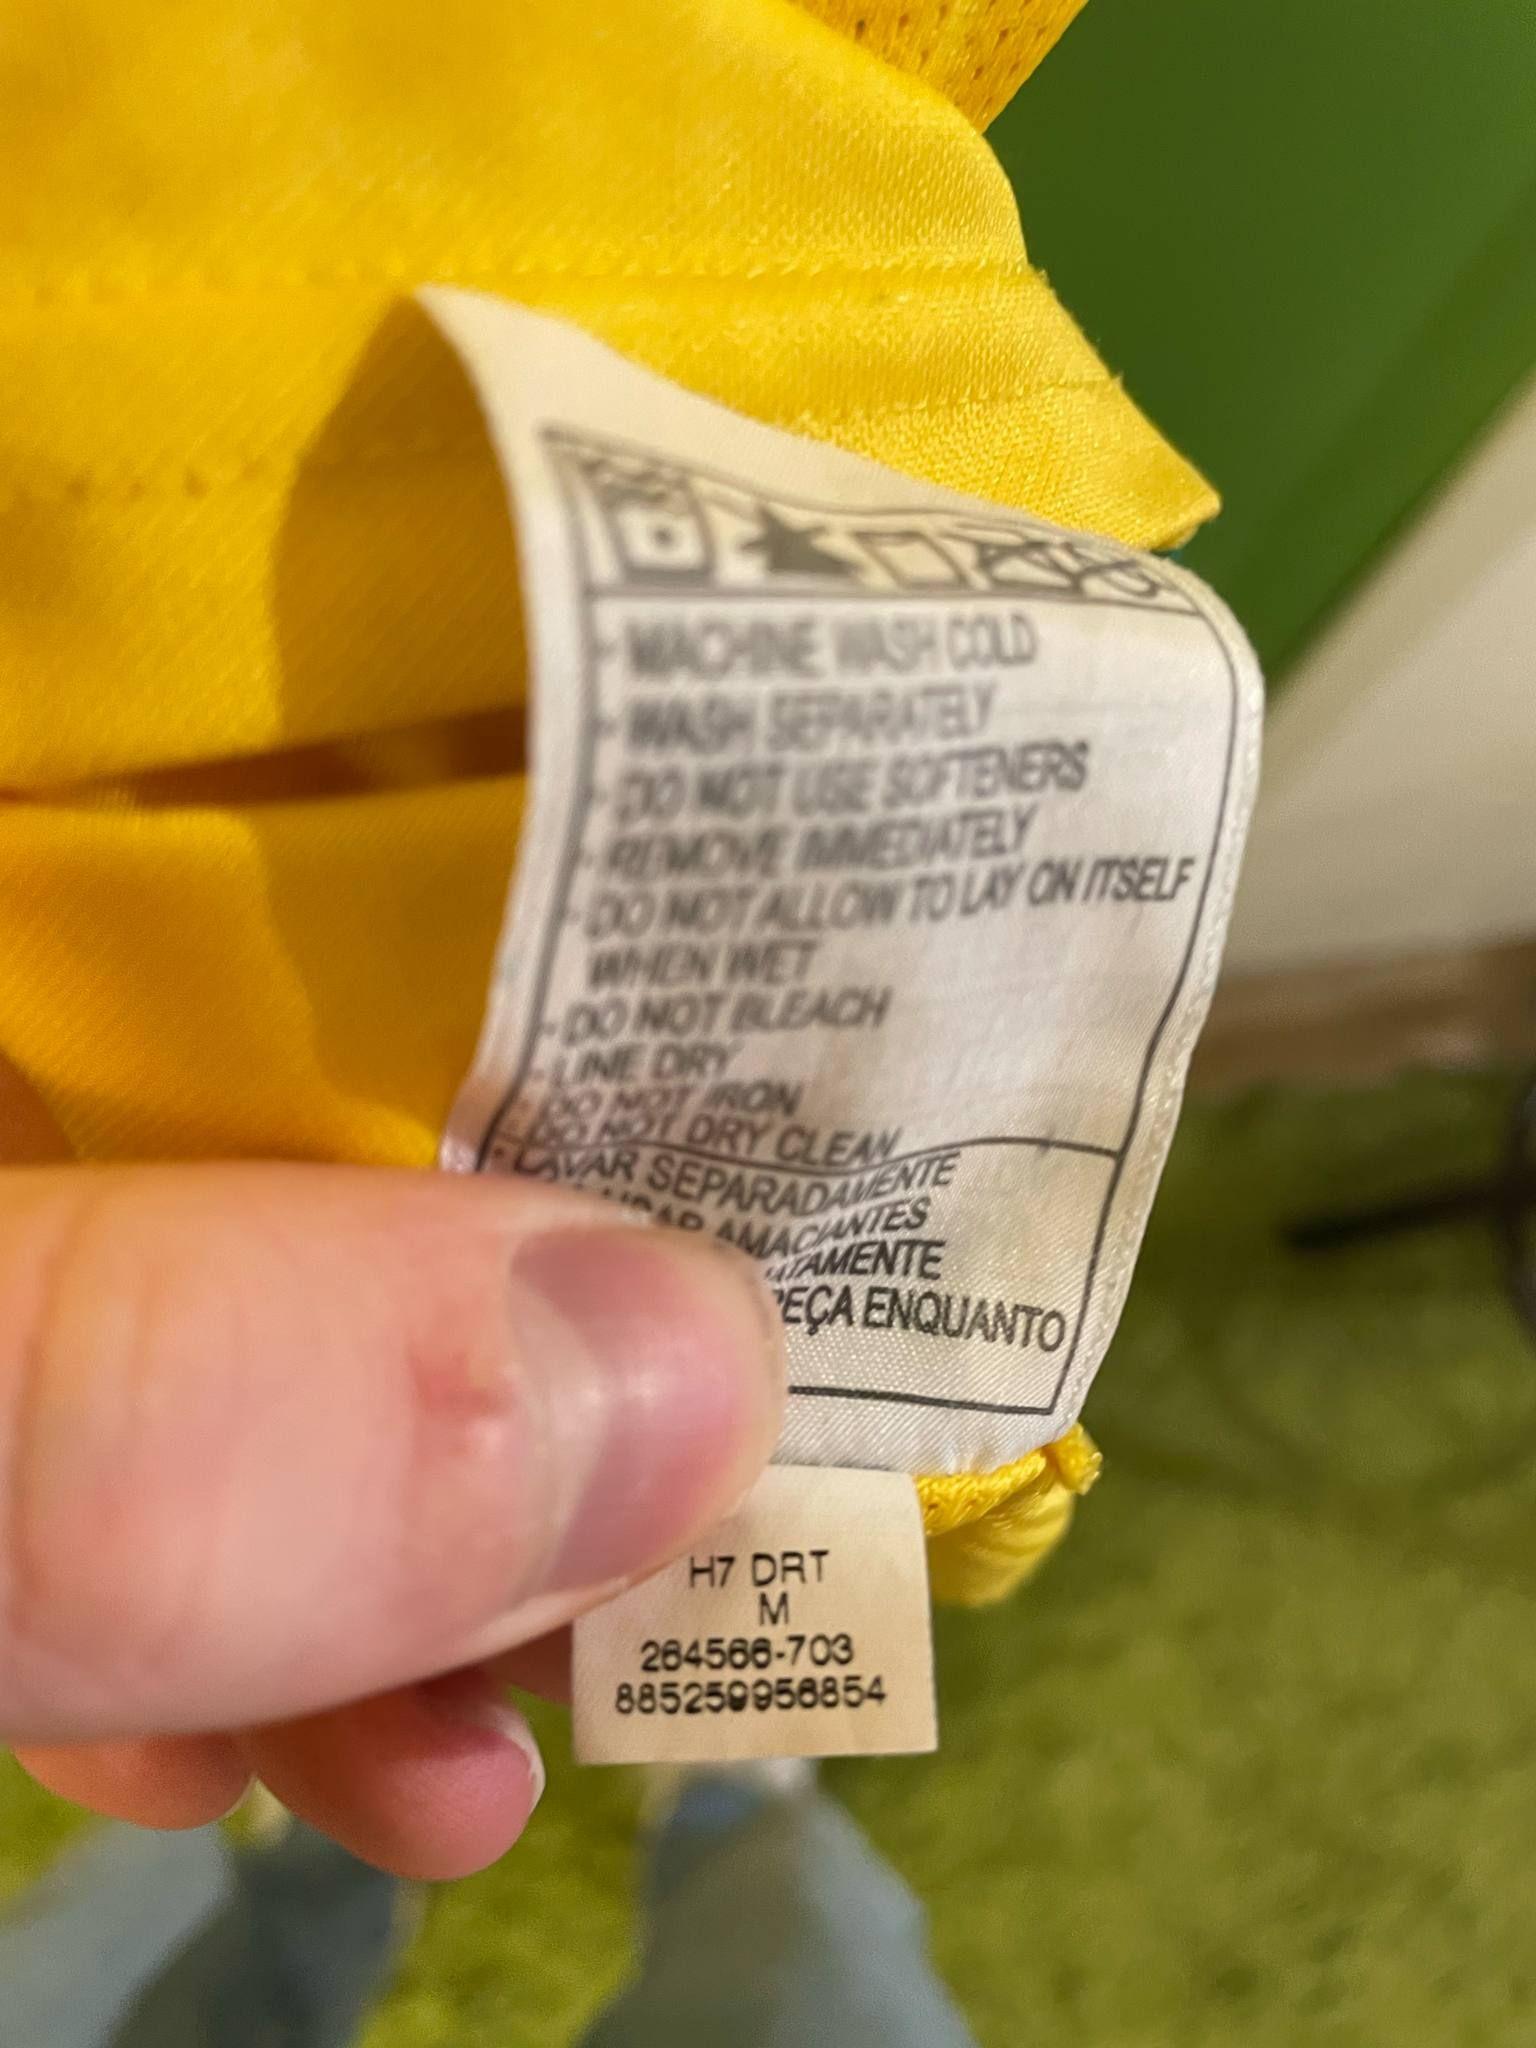 - MACHINE WASH COLD
- WASH SEPARATELY
- DO NOT USE SOFTENERS
- REMOVE IMMEDIATELY
- DO NOT ALLOW TO LAY ON ITSELF
WHEN WET
- DO NOT BLEACH
- LINE DRY
- DO NOT IRON
- DO NOT DRY CLEAN
- LAVAR SEPARADAMENTE
AMACIANTES
PEÇA ENQUANTO
H7 DRT
M
264566-703
885259956854